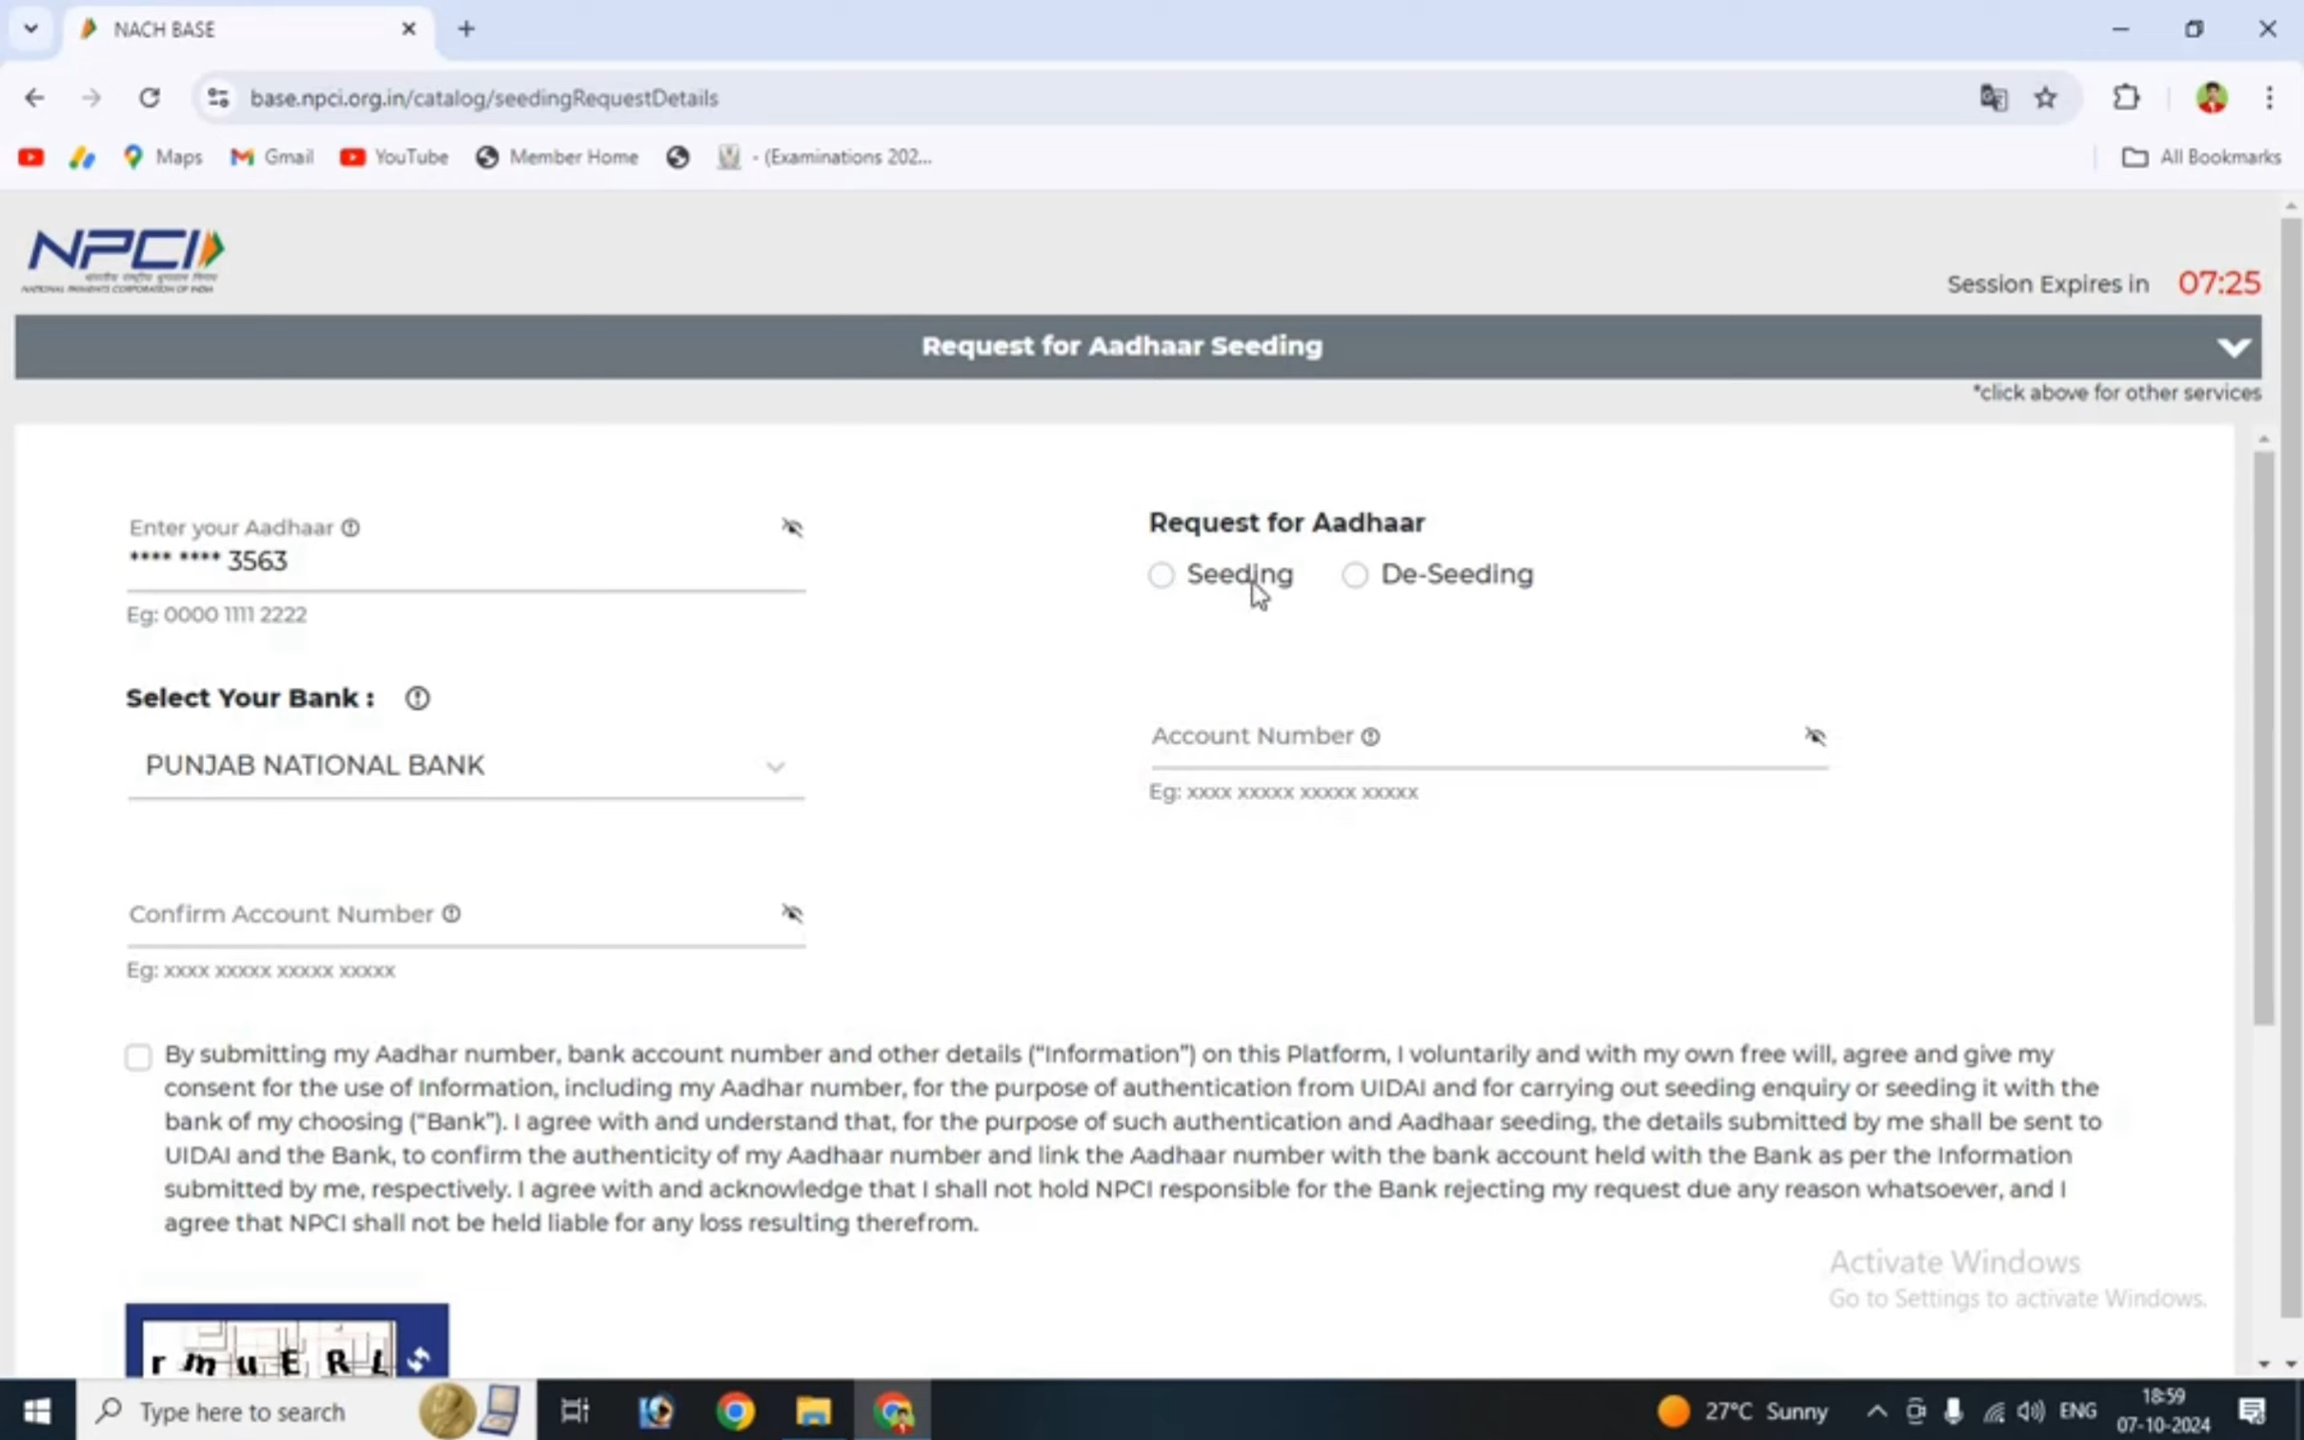 NACH BASE
base.npci.org.in/catalog/seedingRequestDetails
Maps
Gmail
YouTube
Member Home
- (Examinations 202...
All Bookmarks
NPCI
NATIONAL PAYMENTS CORPORATION OF INDIA
Session Expires in 07:25
Request for Aadhaar Seeding
*click above for other services
Enter your Aadhaar
**** **** 3563
Eg: 0000 1111 2222
Request for Aadhaar
Seeding De-Seeding
Select Your Bank :
PUNJAB NATIONAL BANK
Account Number
Eg: xxxx xxxxx xxxxx xxxxx
Confirm Account Number
Eg: xxxx xxxxx xxxxx xxxxx
By submitting my Aadhar number, bank account number and other details (“Information”) on this Platform, I voluntarily and with my own free will, agree and give my
consent for the use of Information, including my Aadhar number, for the purpose of authentication from UIDAI and for carrying out seeding enquiry or seeding it with the
bank of my choosing (“Bank”). I agree with and understand that, for the purpose of such authentication and Aadhaar seeding, the details submitted by me shall be sent to
UIDAI and the Bank, to confirm the authenticity of my Aadhaar number and link the Aadhaar number with the bank account held with the Bank as per the Information
submitted by me, respectively. I agree with and acknowledge that I shall not hold NPCI responsible for the Bank rejecting my request due any reason whatsoever, and I
agree that NPCI shall not be held liable for any loss resulting therefrom.
Activate Windows
Go to Settings to activate Windows.
r m u E R L
Type here to search
27°C Sunny
ENG
18:59
07-10-2024